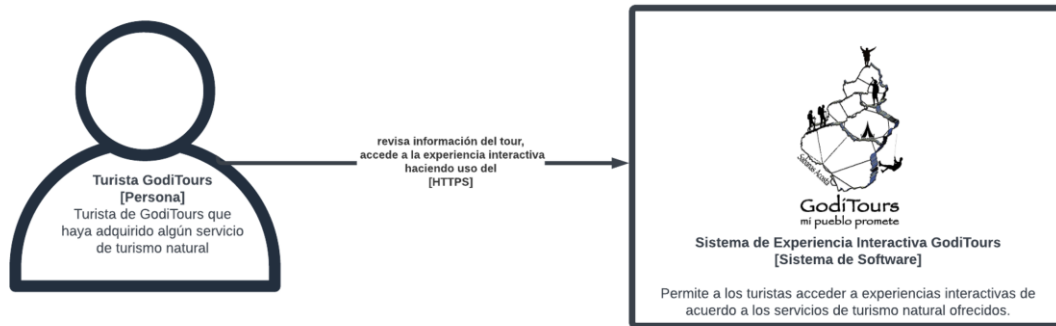 revisa información del tour,
accede a la experiencia interactiva
haciendo uso del
[HTTPS]
Turista GodiTours
[Persona]
Turista de GodiTours que
haya adquirido algún servicio
de turismo natural
GodíTours
mi pueblo promete
Sistema de Experiencia Interactiva GodiTours
[Sistema de Software]
Permite a los turistas acceder a experiencias interactivas de
acuerdo a los servicios de turismo natural ofrecidos.